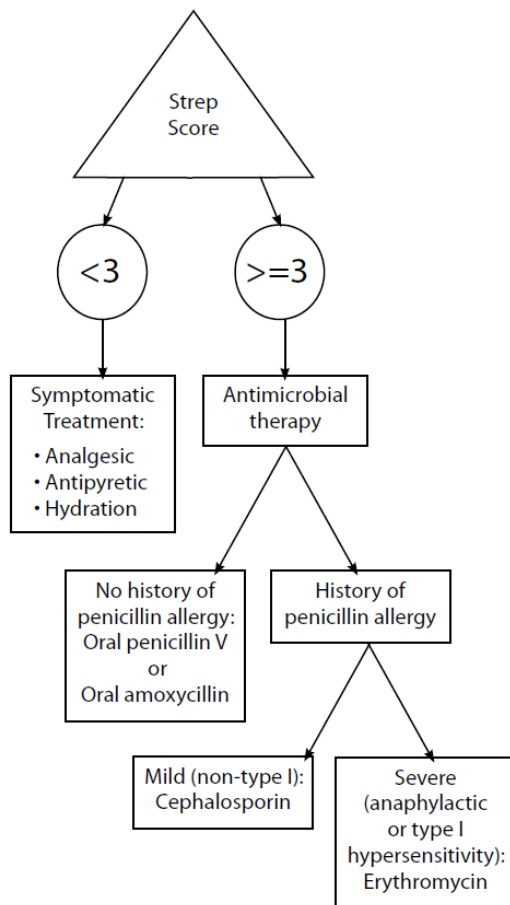 Strep
Score
<3
>=3
Symptomatic
Treatment:
• Analgesic
• Antipyretic
• Hydration
Antimicrobial
therapy
No history of
penicillin allergy:
Oral penicillin V
or
Oral amoxycillin
History of
penicillin allergy
Mild (non-type I):
Cephalosporin
Severe
(anaphylactic
or type I
hypersensitivity):
Erythromycin